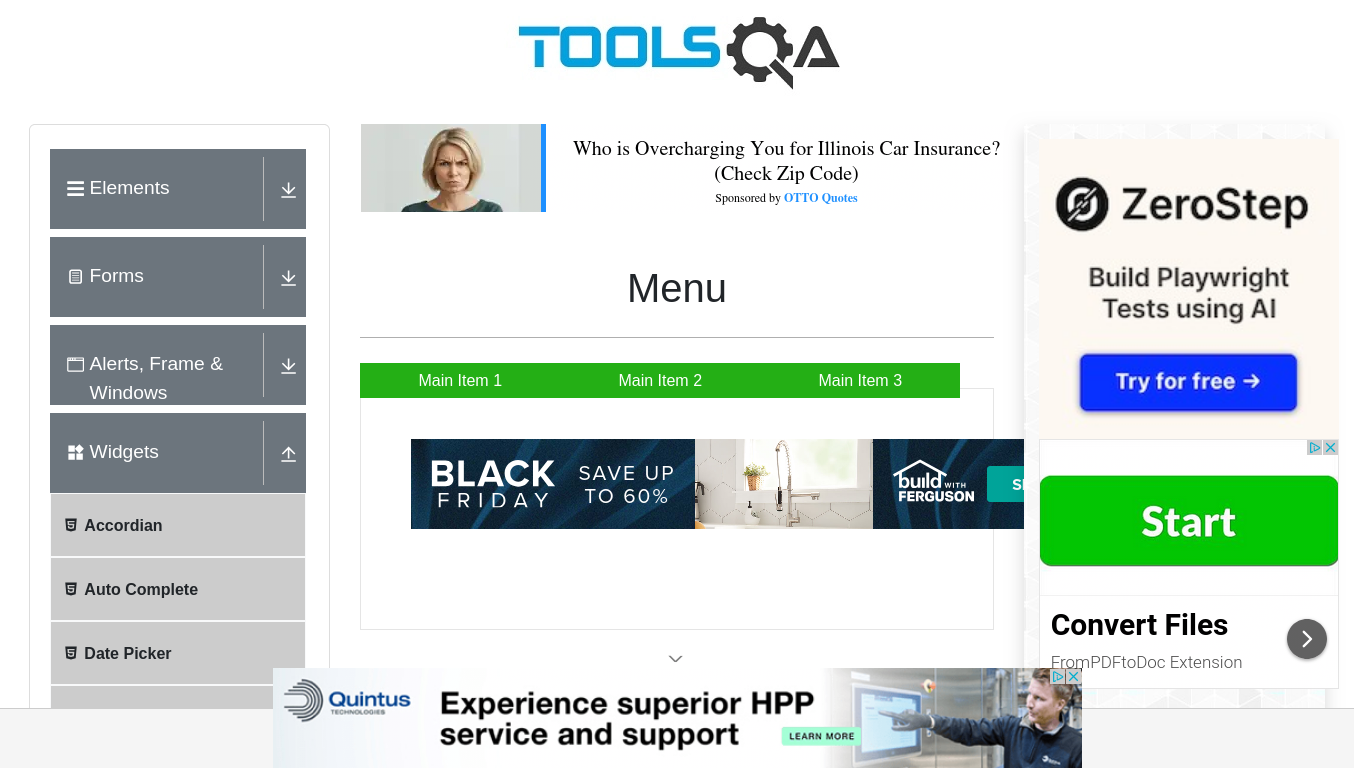 TOOLSQA
Elements
Forms
Alerts, Frame &
Windows
Widgets
Accordian
Auto Complete
Date Picker
Who is Overcharging You for Illinois Car Insurance?
(Check Zip Code)
Sponsored by OTTO Quotes
Menu
Main Item 1
Main Item 2
Main Item 3
BLACK
FRIDAY
SAVE UP
TO 60%
build WITH
FERGUSON
ZeroStep
Build Playwright
Tests using AI
Try for free →
Start
Convert Files
FromPDFtoDoc Extension
Quintus
TECHNOLOGIES
Experience superior HPP
service and support
LEARN MORE